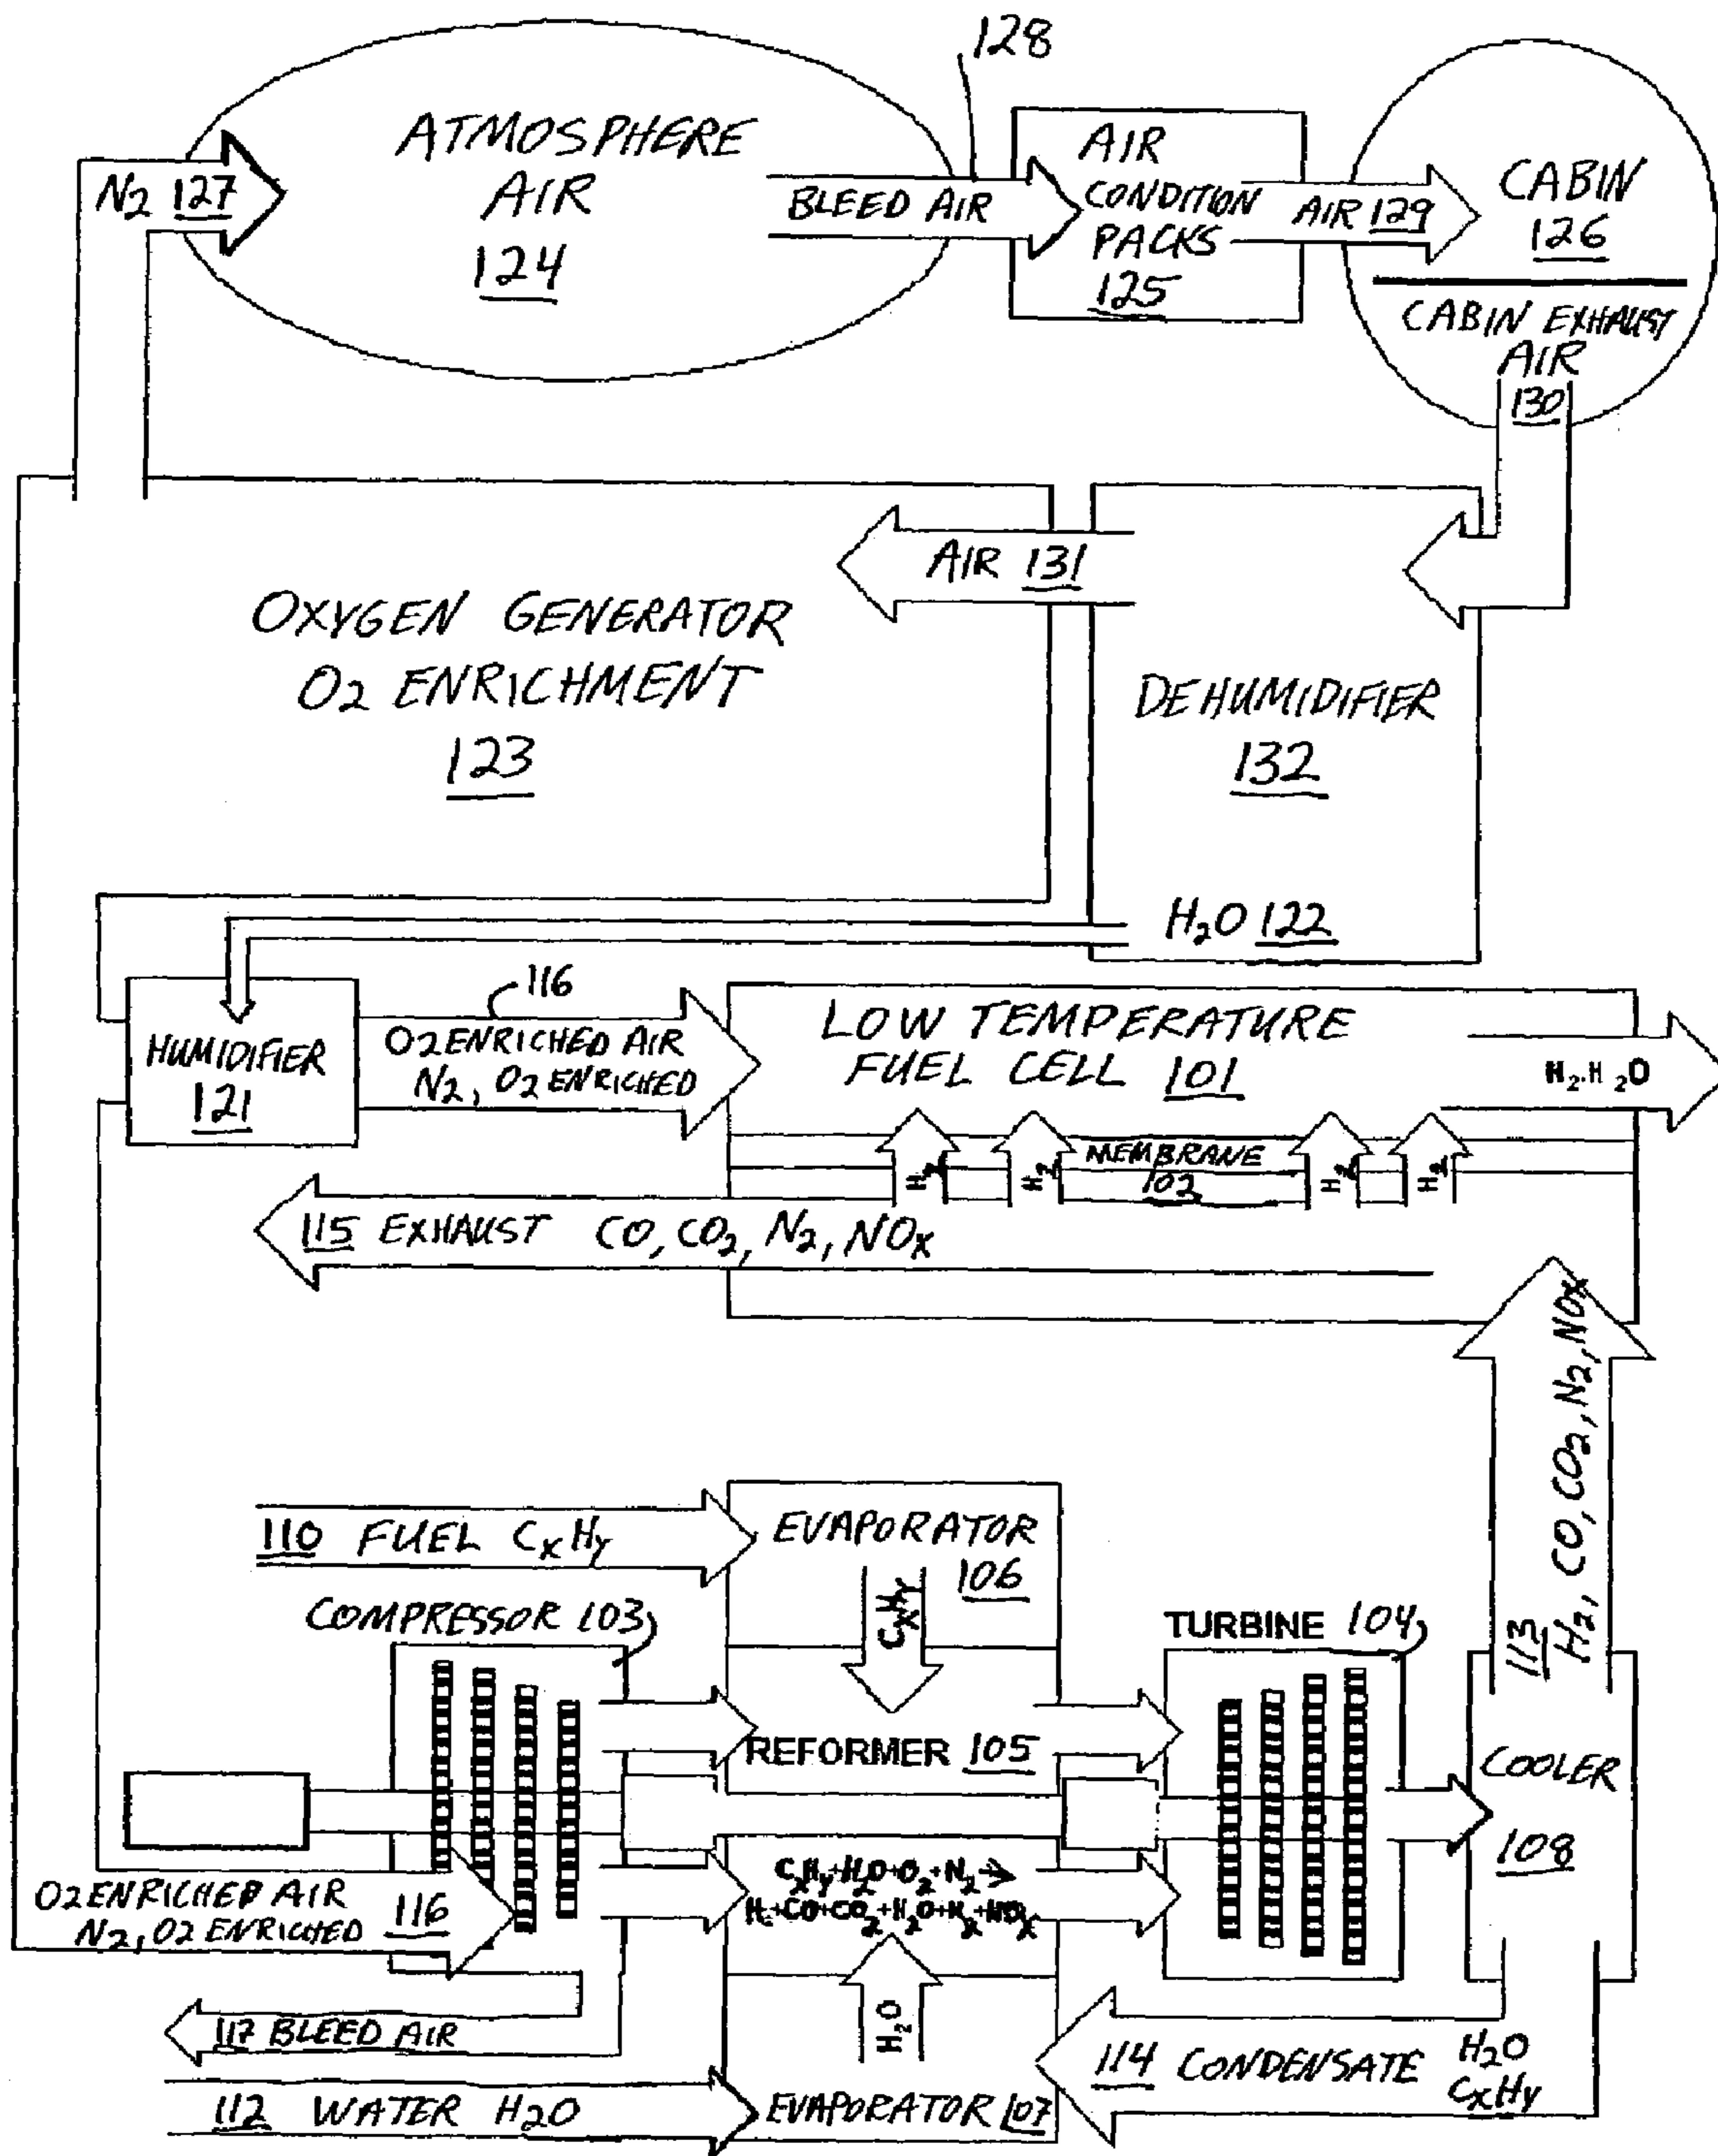 128
ATMOSPHERE
AIR
124
N2 127
BLEED AIR
AIR
CONDITION
PACKS
125
AIR 129
CABIN
126
CABIN EXHAUST
AIR
130
AIR 131
OXYGEN GENERATOR
O2 ENRICHMENT
123
DEHUMIDIFIER
132
H2O 122
HUMIDIFIER
121
116
O2 ENRICHED AIR
N2, O2 ENRICHED
LOW TEMPERATURE
FUEL CELL 101
H2.H2O
H2
H2
MEMBRANE
102
H2
H2
115 EXHAUST CO, CO2, N2, NOx
113 H2, CO, CO2, N2, NOx
110 FUEL CxHy
EVAPORATOR
106
CxHy
COMPRESSOR 103
TURBINE 104
REFORMER 105
COOLER
108
CxHy+H2O+O2+N2→
H2+CO+CO2+H2O+N2+NOx
O2 ENRICHED AIR
N2, O2 ENRICHED 116
117 BLEED AIR
H2O
114 CONDENSATE H2O
CxHy
112 WATER H2O
EVAPORATOR 107